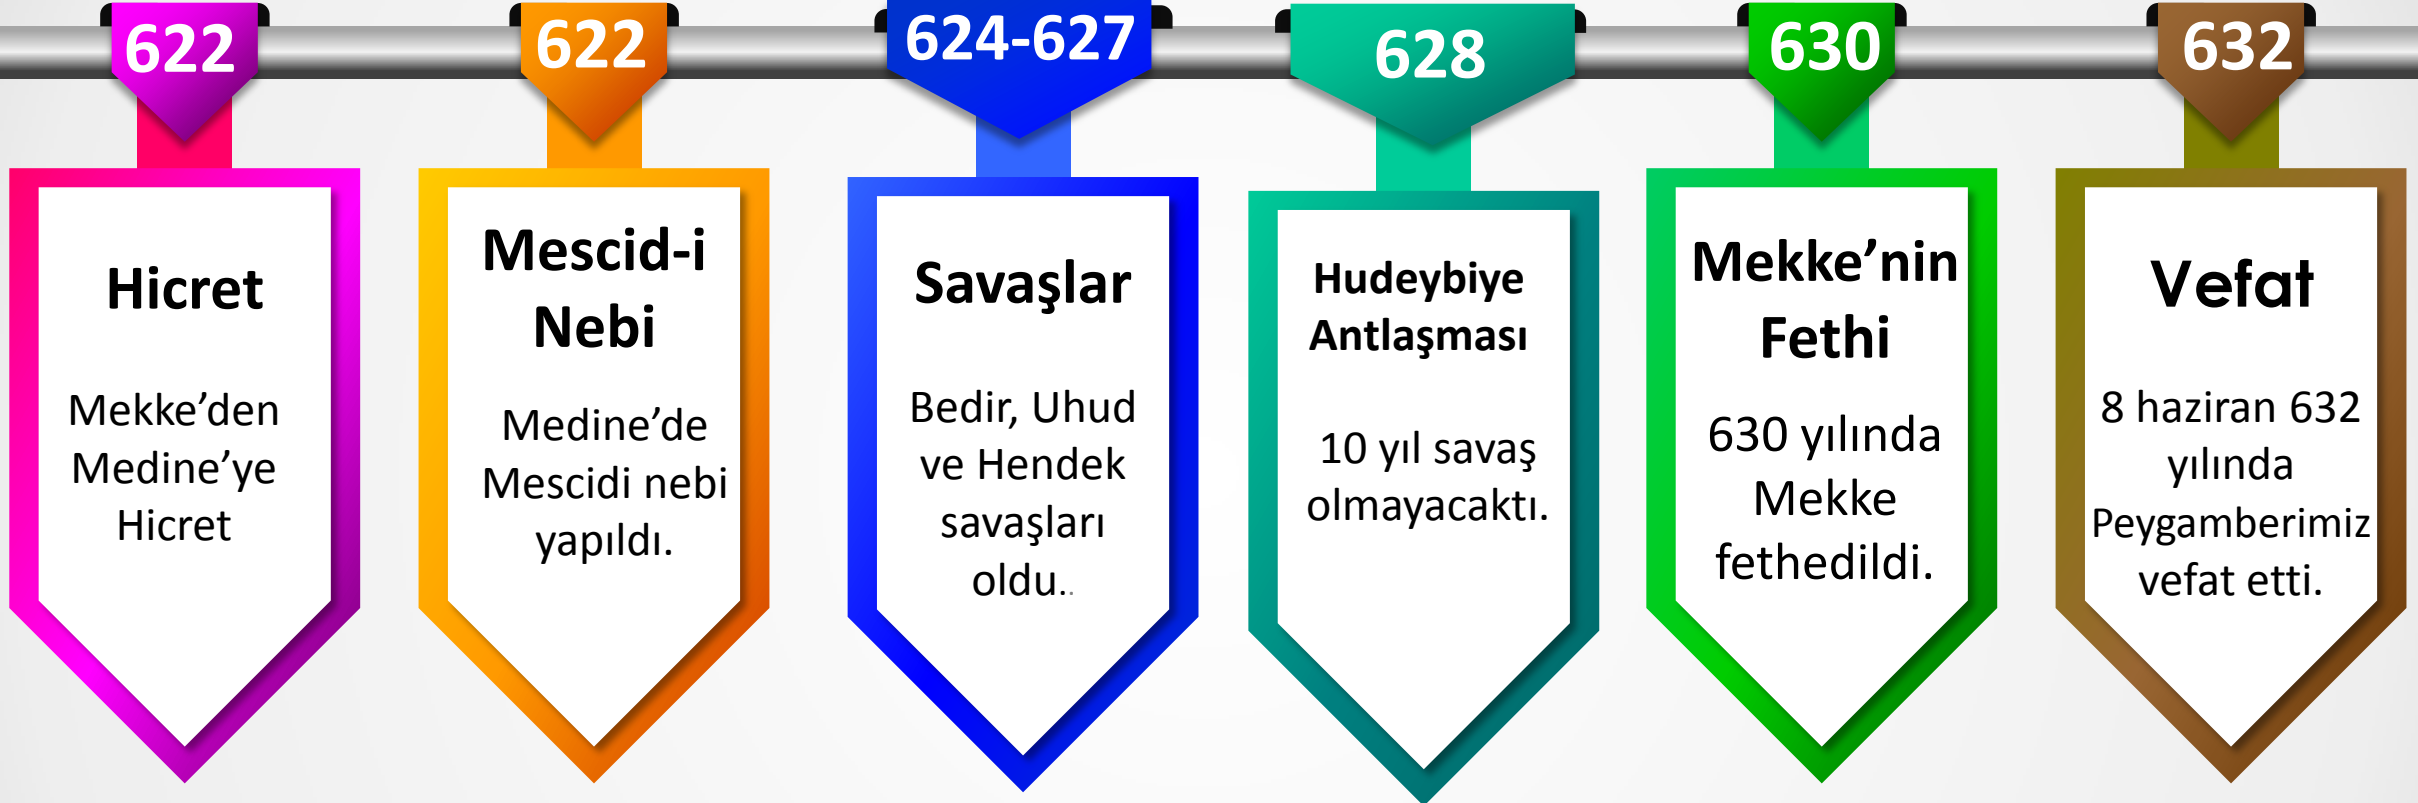 622
Hicret
Mekke’den
Medine’ye
Hicret
622
Mescid-i
Nebi
Medine’de
Mescidi nebi
yapıldı.
624-627
Savaşlar
Bedir, Uhud
ve Hendek
savaşları
oldu..
628
Hudeybiye
Antlaşması
10 yıl savaş
olmayacaktı.
630
Mekke’nin
Fethi
630 yılında
Mekke
fethedildi.
632
Vefat
8 haziran 632
yılında
Peygamberimiz
vefat etti.